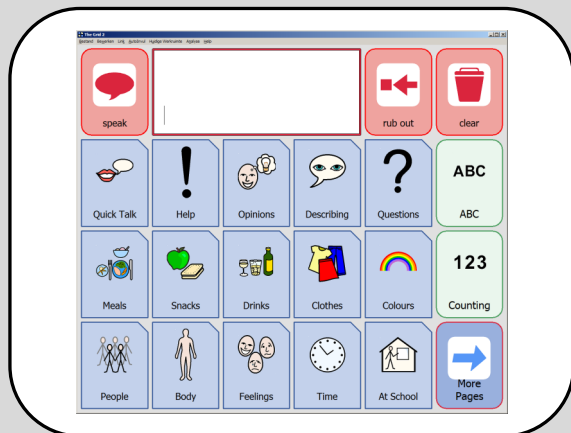 The Grid 2
speak
rub out
clear
Quick Talk
Help
Opinions
Describing
Questions
ABC
ABC
Meals
Snacks
Drinks
Clothes
Colours
123
Counting
People
Body
Feelings
Time
At School
More
Pages